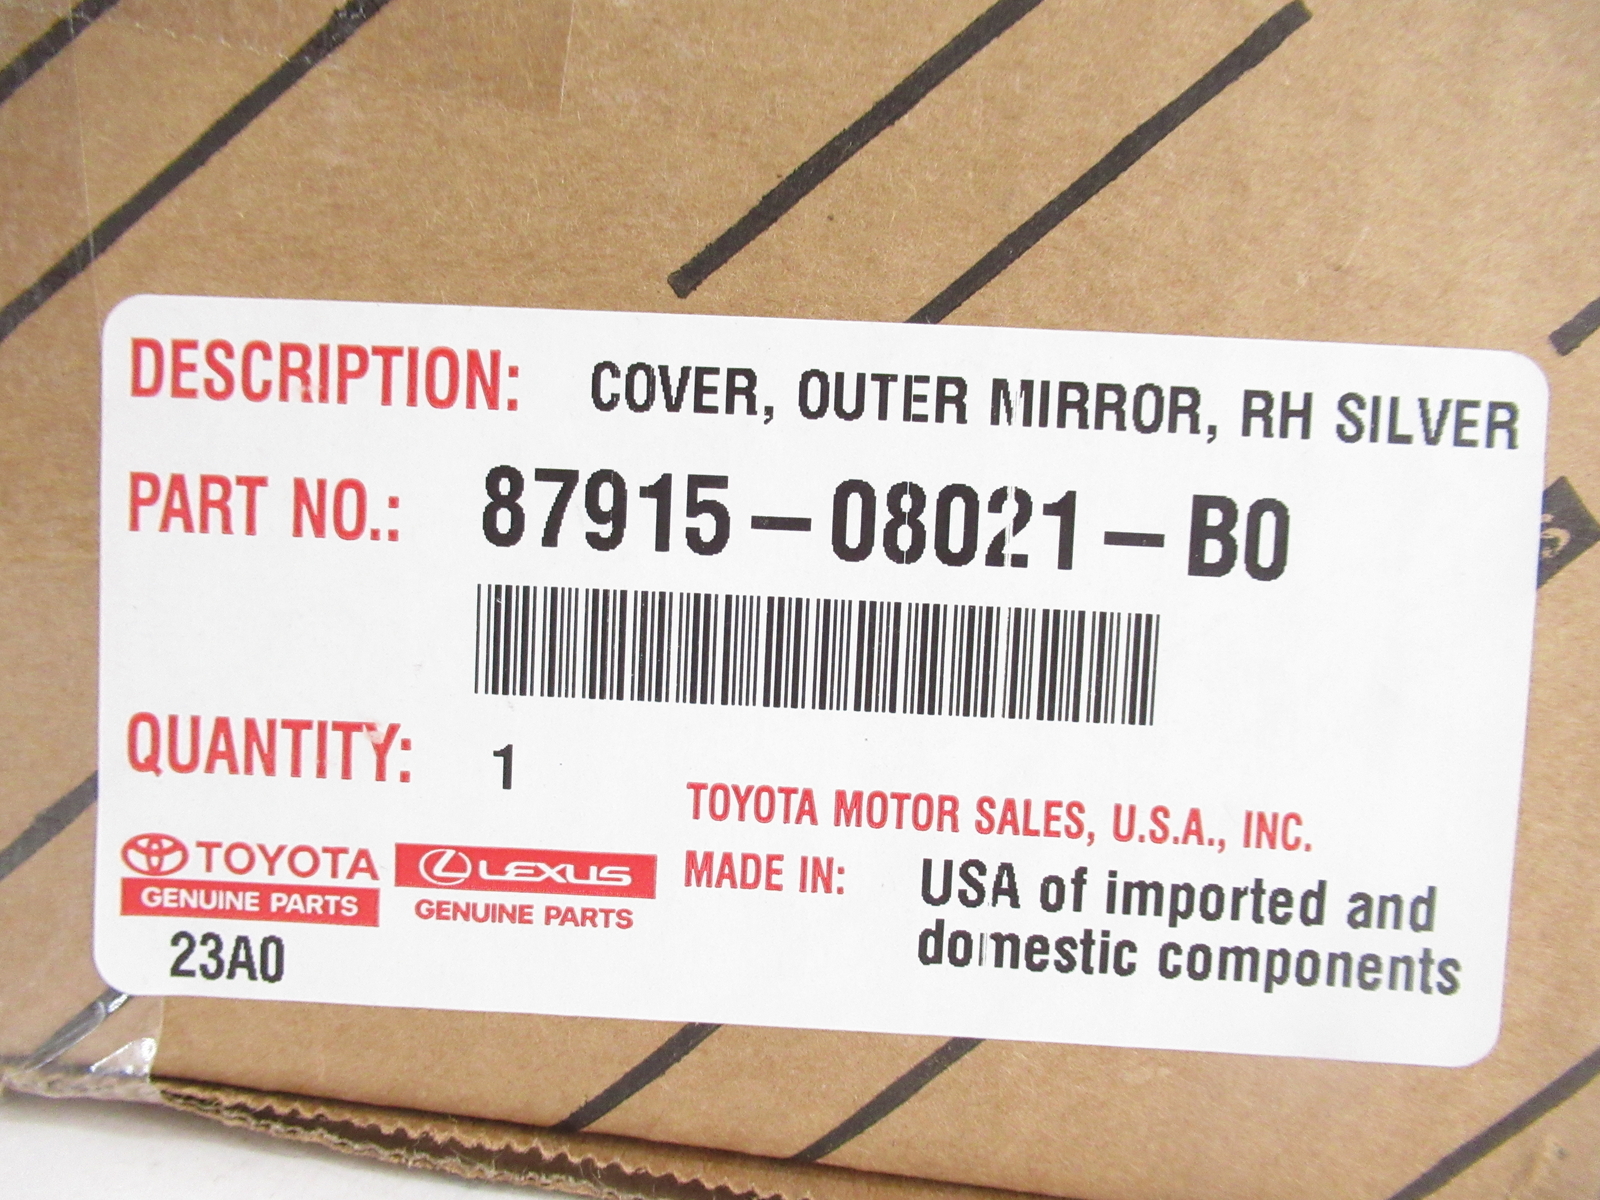 DESCRIPTION: COVER, OUTER MIRROR, RH SILVER
PART NO.: 87915-08021-B0
QUANTITY: 1
TOYOTA MOTOR SALES, U.S.A., INC.
TOYOTA
GENUINE PARTS
LEXUS
GENUINE PARTS
MADE IN: USA of imported and
domestic components
23A0